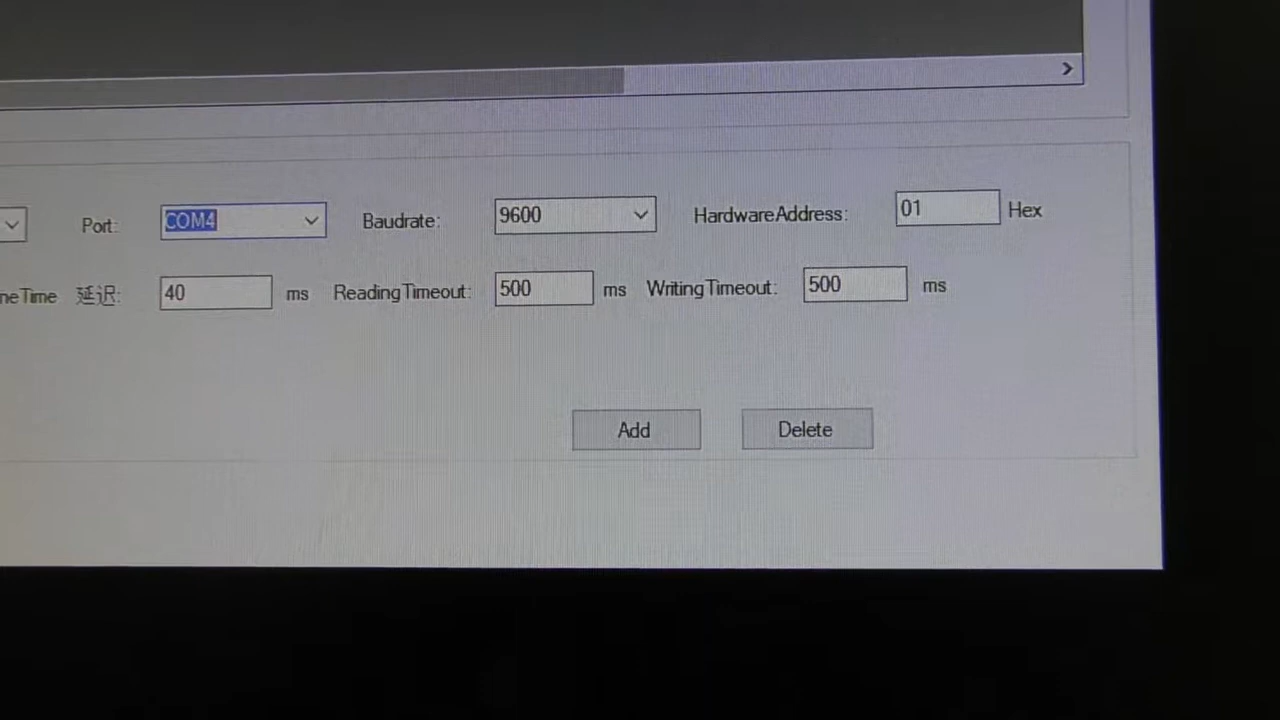 Port: COM4 Baudrate: 9600 HardwareAddress: 01 Hex
neTime 延迟: 40 ms ReadingTimeout: 500 ms WritingTimeout: 500 ms
Add Delete